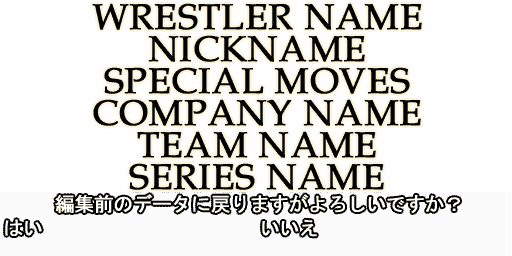 WRESTLER NAME
NICKNAME
SPECIAL MOVES
COMPANY NAME
TEAM NAME
SERIES NAME
編集前のデータに戻りますがよろしいですか？
はい いいえ